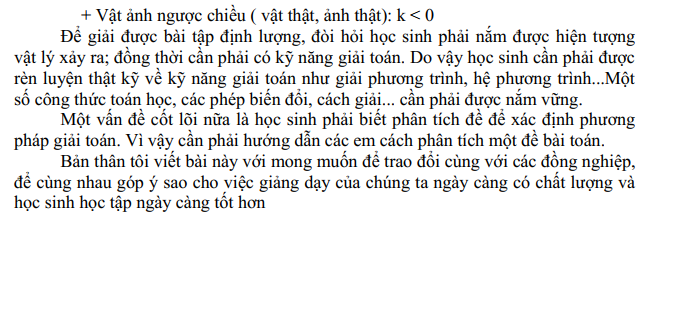 + Vật ảnh ngược chiều ( vật thật, ảnh thật): k < 0
Để giải được bài tập định lượng, đòi hỏi học sinh phải nắm được hiện tượng
vật lý xảy ra; đồng thời cần phải có kỹ năng giải toán. Do vậy học sinh cần phải được
rèn luyện thật kỹ về kỹ năng giải toán như giải phương trình, hệ phương trình...Một
số công thức toán học, các phép biến đổi, cách giải... cần phải được nắm vững.
Một vấn đề cốt lõi nữa là học sinh phải biết phân tích đề để xác định phương
pháp giải toán. Vì vậy cần phải hướng dẫn các em cách phân tích một đề bài toán.
Bản thân tôi viết bài này với mong muốn để trao đổi cùng với các đồng nghiệp,
để cùng nhau góp ý sao cho việc giảng dạy của chúng ta ngày càng có chất lượng và
học sinh học tập ngày càng tốt hơn